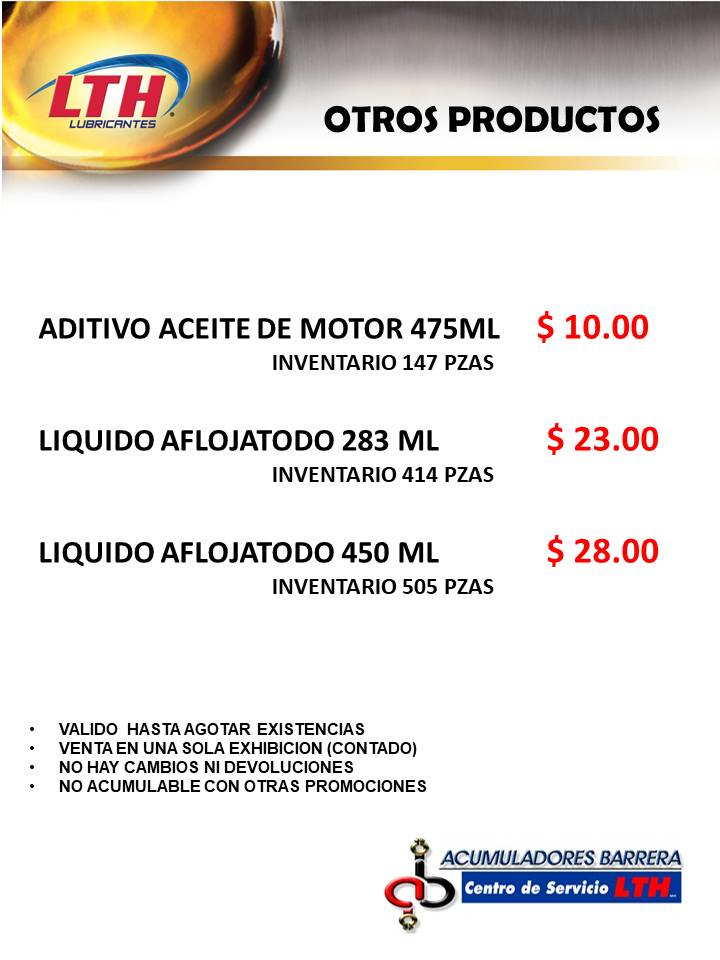 LTH
LUBRICANTES
OTROS PRODUCTOS
ADITIVO ACEITE DE MOTOR 475ML $ 10.00
INVENTARIO 147 PZAS
LIQUIDO AFLOJATODO 283 ML $ 23.00
INVENTARIO 414 PZAS
LIQUIDO AFLOJATODO 450 ML $ 28.00
INVENTARIO 505 PZAS
• VALIDO HASTA AGOTAR EXISTENCIAS
• VENTA EN UNA SOLA EXHIBICION (CONTADO)
• NO HAY CAMBIOS NI DEVOLUCIONES
• NO ACUMULABLE CON OTRAS PROMOCIONES
ACUMULADORES BARRERA
Centro de Servicio LTH